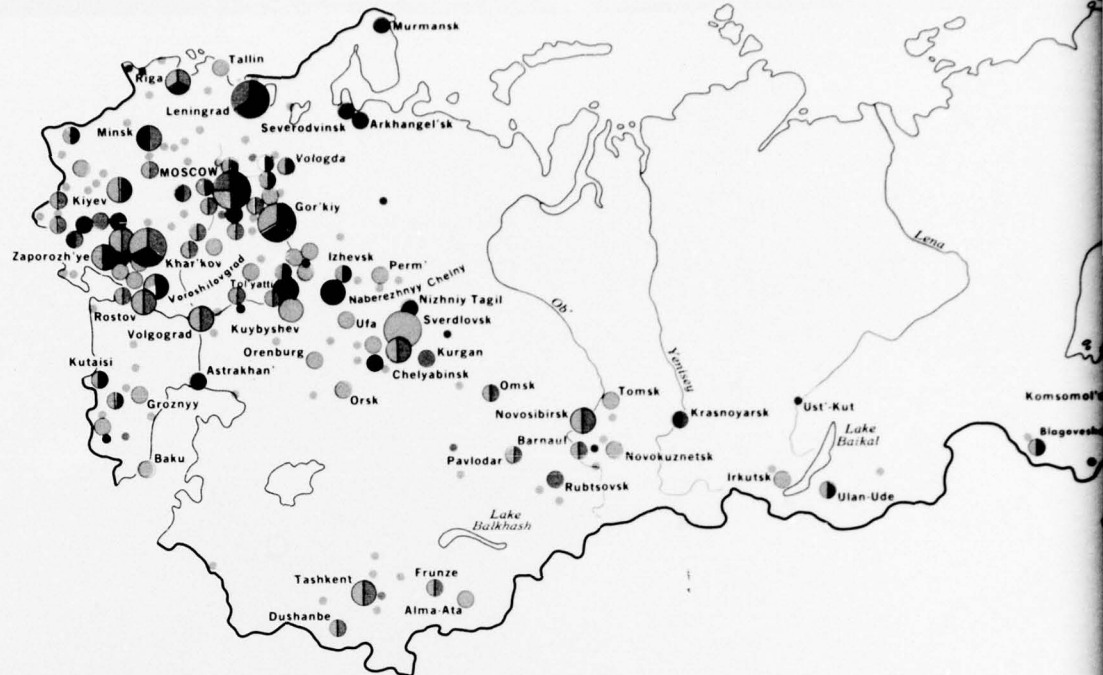 Murmansk
Tallin
Riga
Leningrad
Severodvinsk
Arkhangel'sk
Minsk
MOSCOW
Vologda
Kiyev
Gor'kiy
Lena
Zaporozh'ye
Khar'kov
Izhevsk
Perm'
Voroshilovgrad
Tol'yatti
Naberezhnyy Chelny
Nizhniy Tagil
Ob'
Rostov
Volgograd
Kuybyshev
Ufa
Sverdlovsk
Orenburg
Kurgan
Yenisey
Kutaisi
Astrakhan'
Chelyabinsk
Orsk
Groznyy
Omsk
Tomsk
Komsomol'
Novosibirsk
Krasnoyarsk
Ust'-Kut
Lake
Baikal
Blagovesh
Barnaul
Baku
Pavlodar
Novokuznetsk
Rubtsovsk
Irkutsk
Ulan-Ude
Lake
Balkhash
Tashkent
Frunze
Alma-Ata
Dushanbe